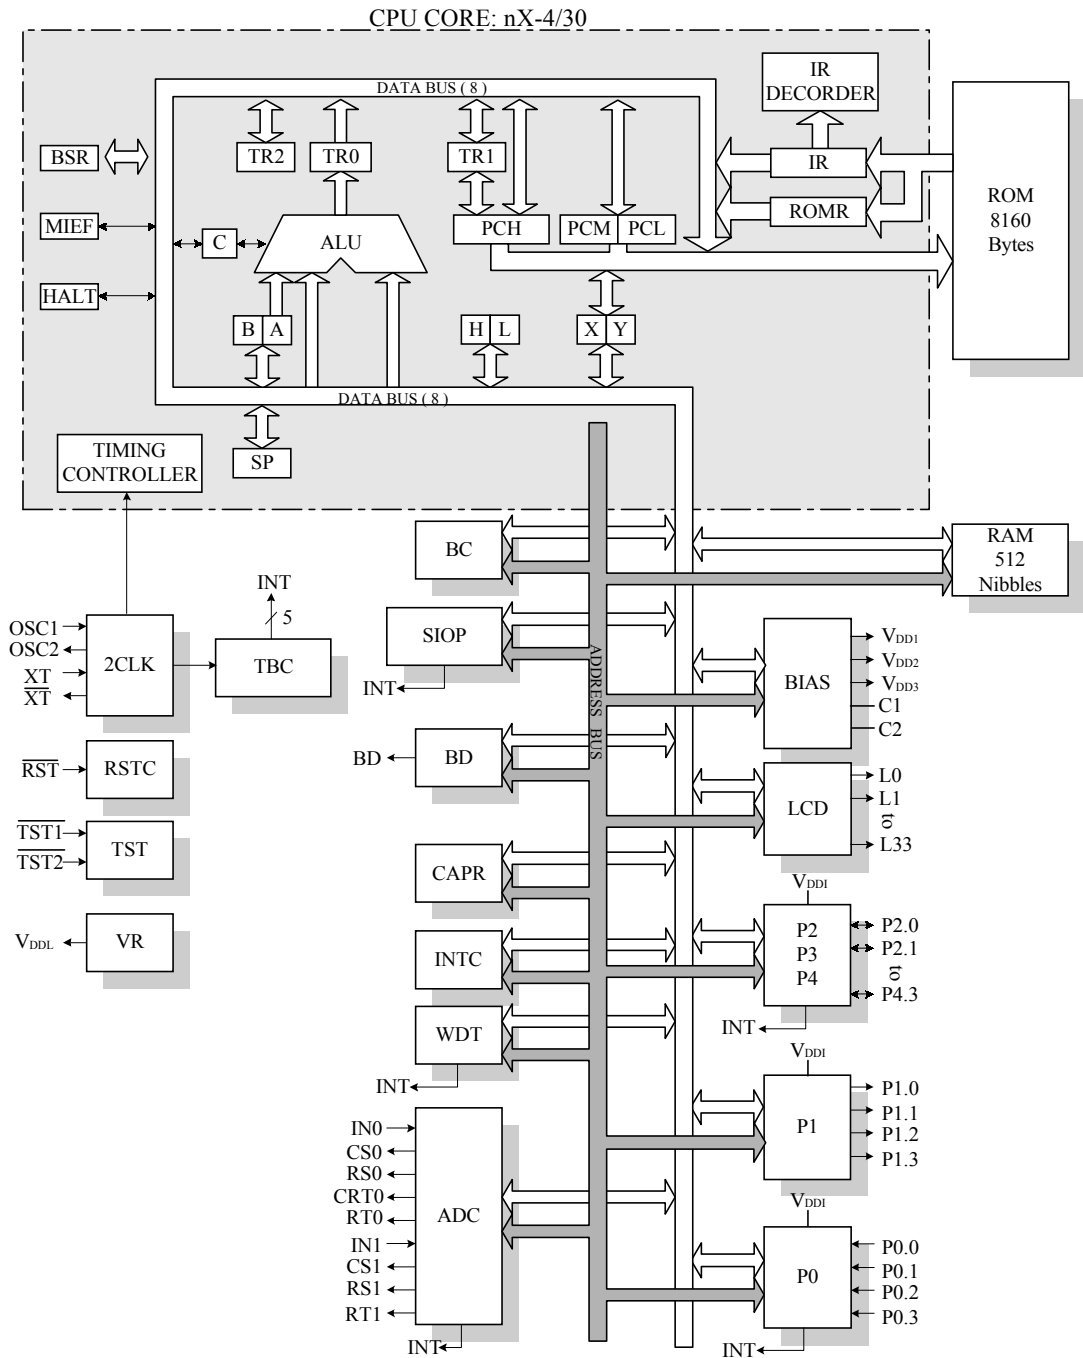 CPU CORE: nX-4/30
DATA BUS ( 8 )
IR
DECORDER
BSR
TR2
TR0
TR1
IR
ROM
8160
Bytes
MIEF
C
ALU
PCH
PCM
PCL
ROMR
HALT
B
A
H
L
X
Y
DATA BUS ( 8 )
TIMING
CONTROLLER
SP
BC
RAM
512
Nibbles
INT
5
OSC1
OSC2
XT
XT
2CLK
TBC
SIOP
INT
ADDRESS BUS
BIAS
VDD1
VDD2
VDD3
C1
C2
RST
RSTC
BD
BD
LCD
L0
L1
to
L33
TST1
TST2
TST
CAPR
VDDL
VR
INTC
VDDI
P2
P3
P4
P2.0
P2.1
to
P4.3
INT
WDT
INT
VDDI
P1
P1.0
P1.1
P1.2
P1.3
IN0
CS0
RS0
CRT0
RT0
IN1
CS1
RS1
RT1
ADC
INT
VDDI
P0
P0.0
P0.1
P0.2
P0.3
INT